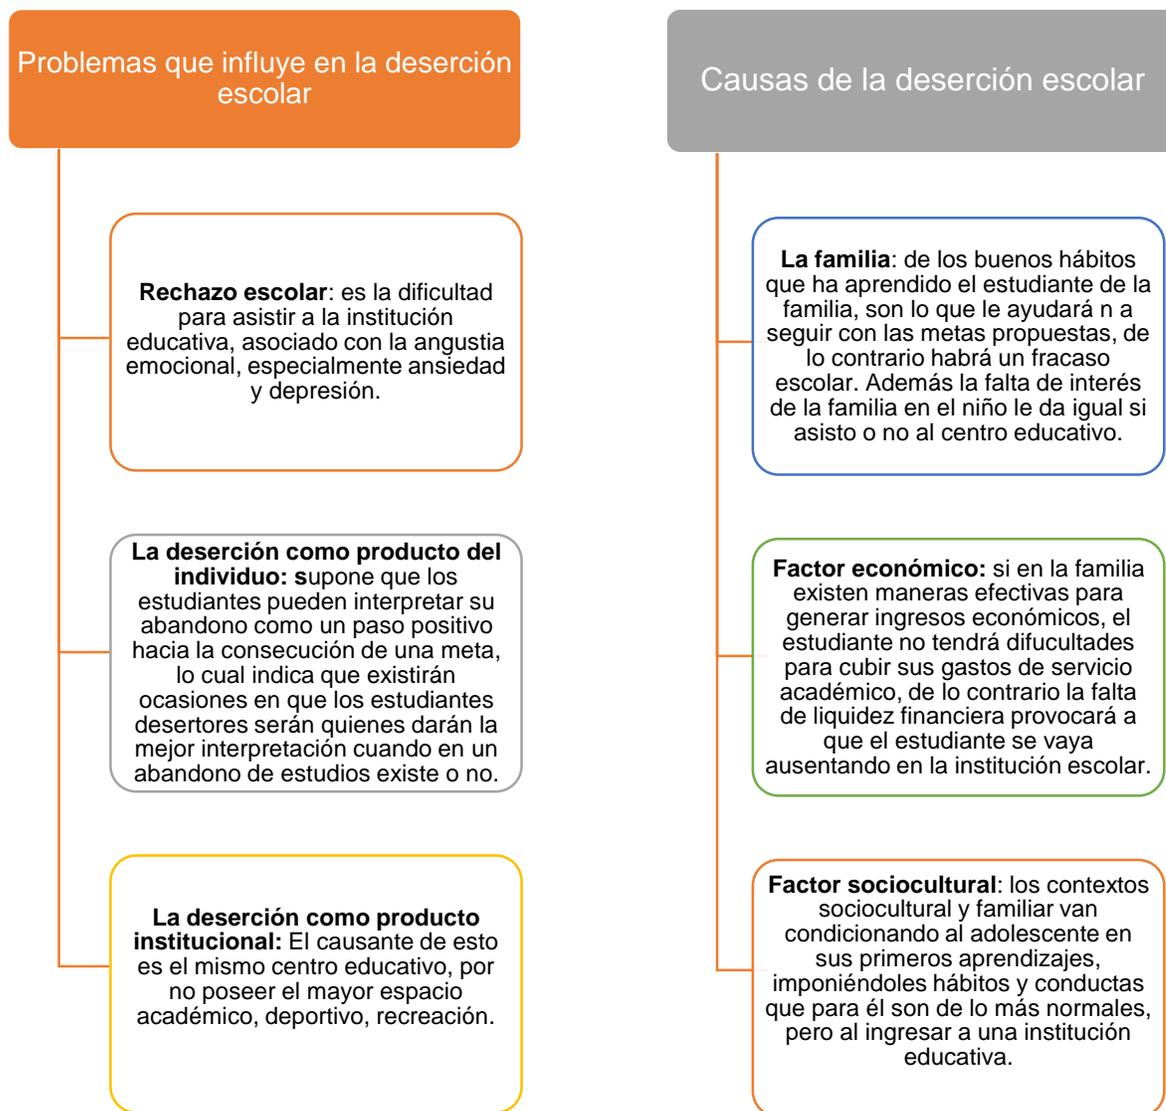 Problemas que influye en la deserción
escolar
Rechazo escolar: es la dificultad
para asistir a la institución
educativa, asociado con la angustia
emocional, especialmente ansiedad
y depresión.
La deserción como producto del
individuo: supone que los
estudiantes pueden interpretar su
abandono como un paso positivo
hacia la consecución de una meta,
lo cual indica que existirán
ocasiones en que los estudiantes
desertores serán quienes darán la
mejor interpretación cuando en un
abandono de estudios existe o no.
La deserción como producto
institucional: El causante de esto
es el mismo centro educativo, por
no poseer el mayor espacio
académico, deportivo, recreación.
Causas de la deserción escolar
La familia: de los buenos hábitos
que ha aprendido el estudiante de la
familia, son lo que le ayudará n a
seguir con las metas propuestas, de
lo contrario habrá un fracaso
escolar. Además la falta de interés
de la familia en el niño le da igual si
asisto o no al centro educativo.
Factor económico: si en la familia
existen maneras efectivas para
generar ingresos económicos, el
estudiante no tendrá difucultades
para cubir sus gastos de servicio
académico, de lo contrario la falta
de liquidez financiera provocará a
que el estudiante se vaya
ausentando en la institución escolar.
Factor sociocultural: los contextos
sociocultural y familiar van
condicionando al adolescente en
sus primeros aprendizajes,
imponiéndoles hábitos y conductas
que para él son de lo más normales,
pero al ingresar a una institución
educativa.